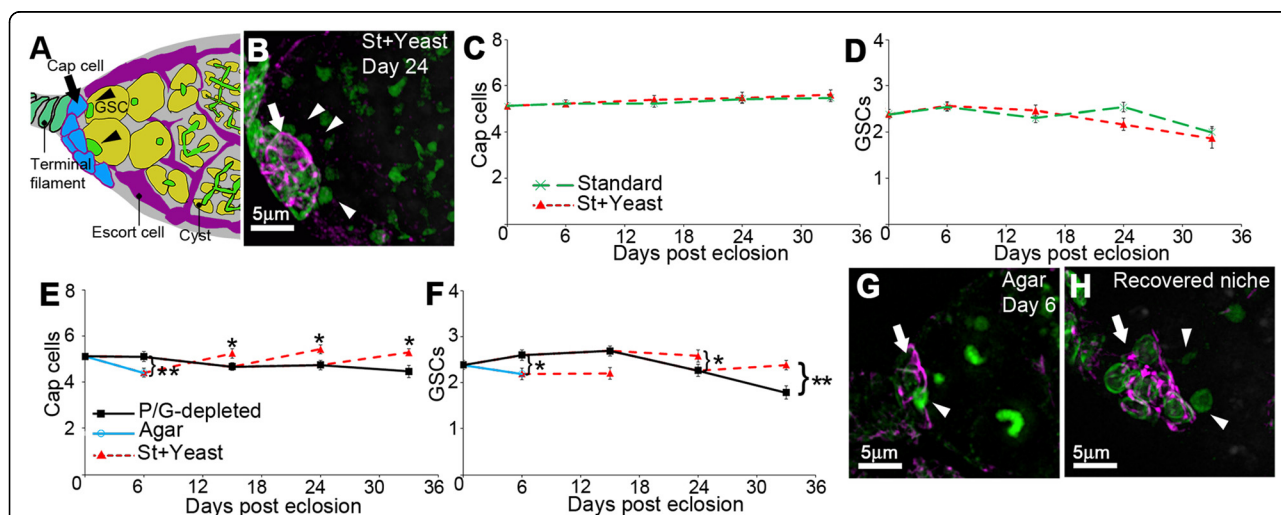 A
Cap cell
GSC
Terminal
filament
Escort cell
Cyst
B
St+Yeast
Day 24
5μm
C
Cap cells
8
6
4
2
0
Standard
St+Yeast
0 6 12 18 24 30 36
Days post eclosion
D
GSCs
4
3
2
1
0
0 6 12 18 24 30 36
Days post eclosion
E
Cap cells
8
6
4
2
0
* * *
**
P/G-depleted
Agar
St+Yeast
0 6 12 18 24 30 36
Days post eclosion
F
GSCs
4
3
2
1
0
* * **
0 6 12 18 24 30 36
Days post eclosion
G
Agar
Day 6
5μm
H
Recovered niche
5μm